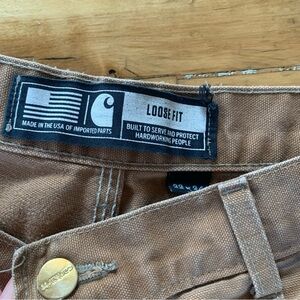 LOOSE FIT
MADE IN THE USA OF IMPORTED PARTS
BUILT TO SERVE AND PROTECT
HARDWORKING PEOPLE